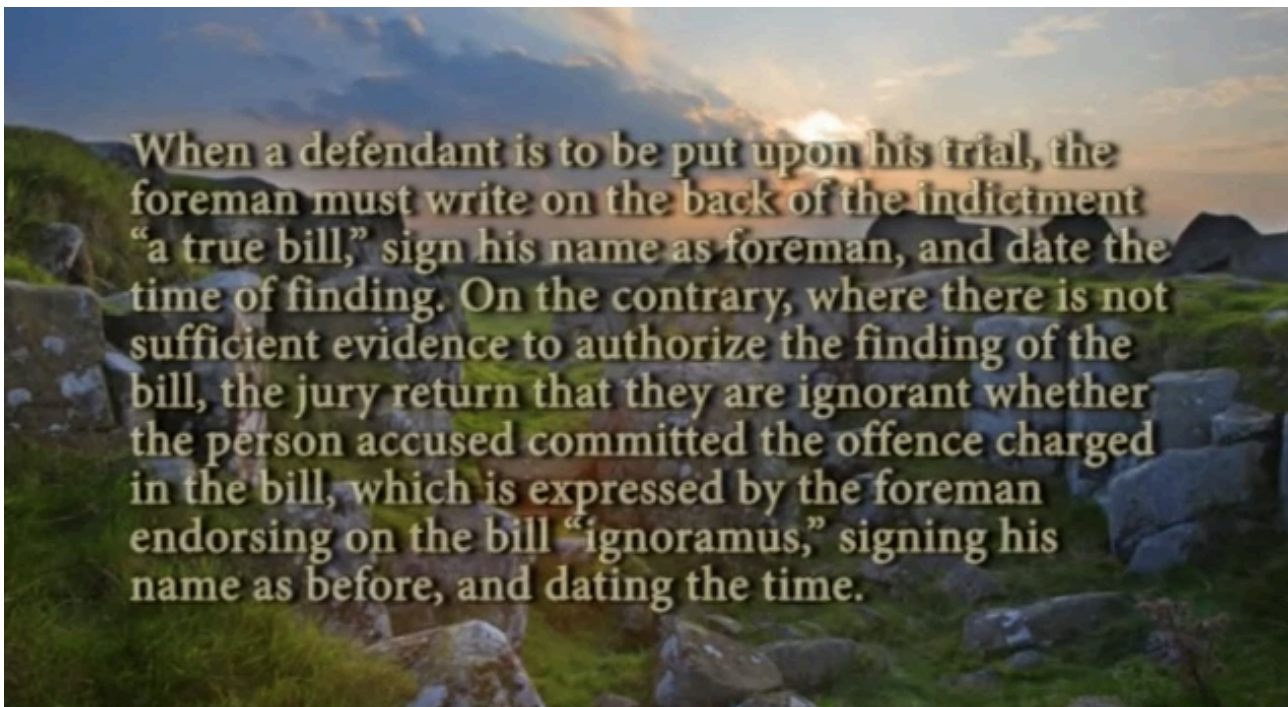 When a defendant is to be put upon his trial, the
foreman must write on the back of the indictment
“a true bill,” sign his name as foreman, and date the
time of finding. On the contrary, where there is not
sufficient evidence to authorize the finding of the
bill, the jury return that they are ignorant whether
the person accused committed the offence charged
in the bill, which is expressed by the foreman
endorsing on the bill “ignoramus,” signing his
name as before, and dating the time.